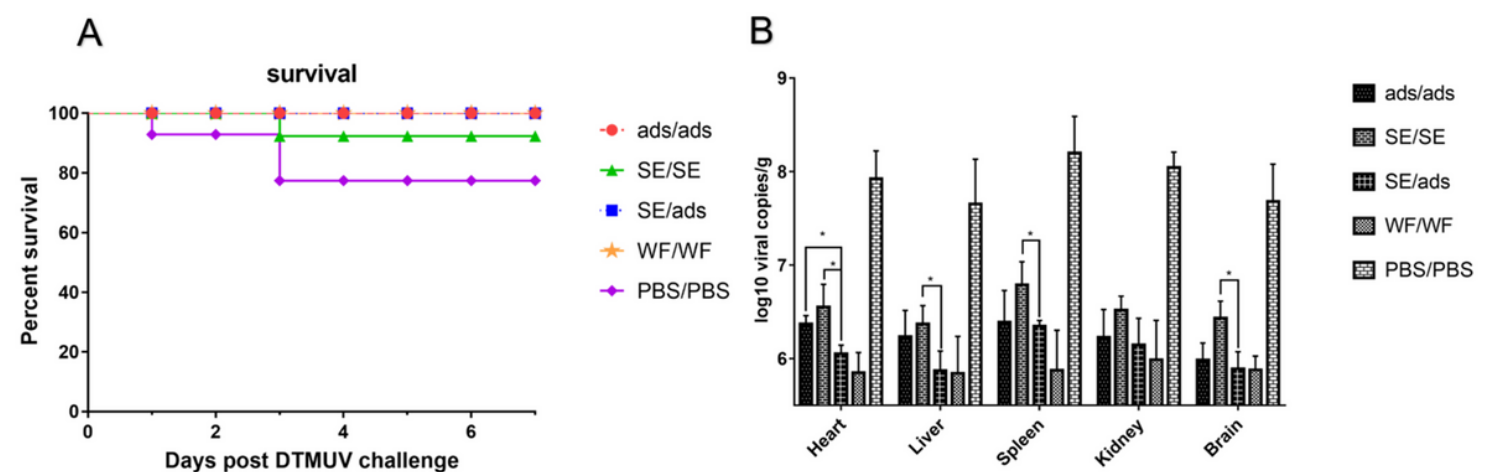 A
survival
Percent survival
100
80
60
40
20
0
0 2 4 6
Days post DTMUV challenge
ads/ads
SE/SE
SE/ads
WF/WF
PBS/PBS
B
log10 viral copies/g
9
8
7
6
* * * * *
Heart Liver Spleen Kidney Brain
ads/ads
SE/SE
SE/ads
WF/WF
PBS/PBS